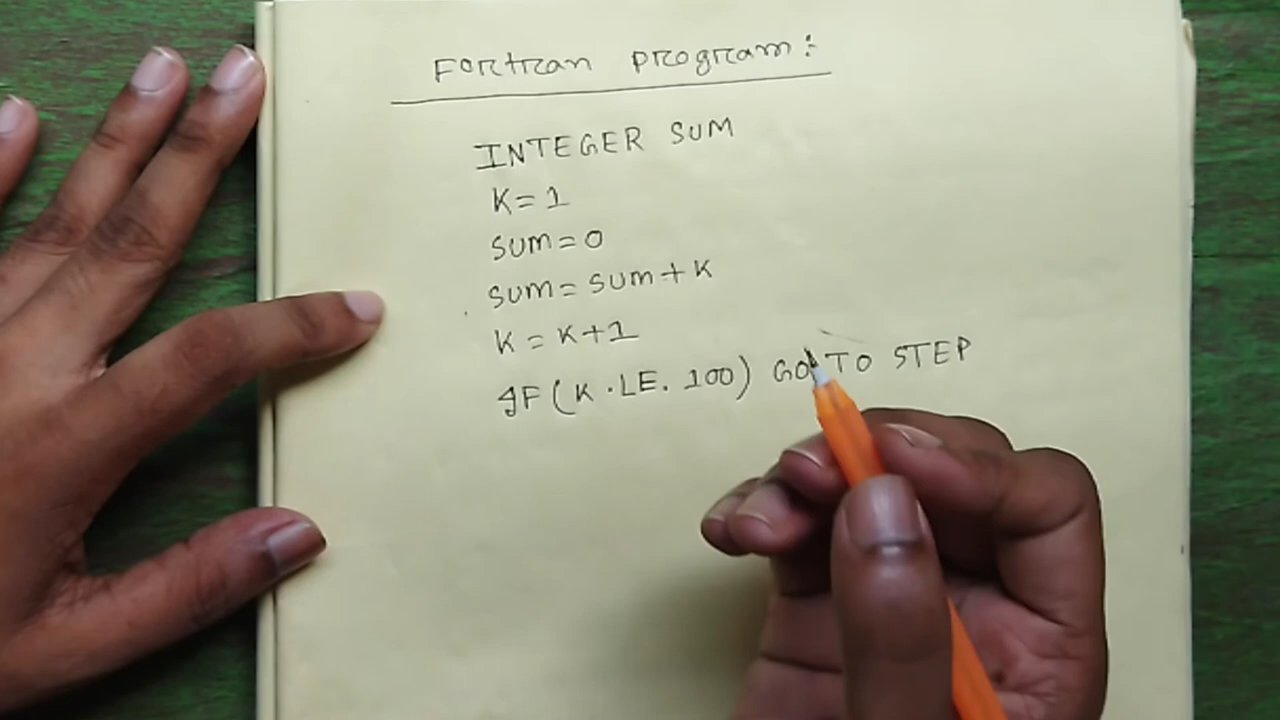 Fortran program:
INTEGER SUM
K=1
SUM=0
SUM=SUM+K
K=K+1
IF(K.LE.100) GO TO STEP